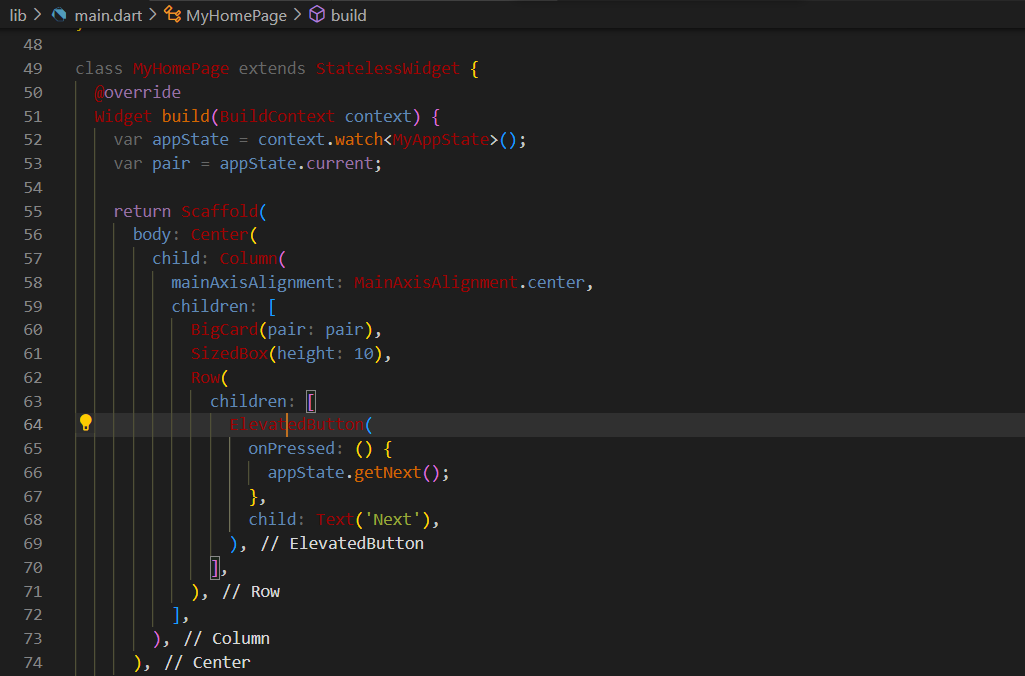 lib > main.dart > MyHomePage > build
48
49 class MyHomePage extends StatelessWidget {
50 @override
51 Widget build(BuildContext context) {
52 var appState = context.watch<MyAppState>();
53 var pair = appState.current;
54
55 return Scaffold(
56 body: Center(
57 child: Column(
58 mainAxisAlignment: MainAxisAlignment.center,
59 children: [
60 BigCard(pair: pair),
61 SizedBox(height: 10),
62 Row(
63 children: [
64 ElevatedButton(
65 onPressed: () {
66 appState.getNext();
67 },
68 child: Text('Next'),
69 ), // ElevatedButton
70 ],
71 ), // Row
72 ],
73 ), // Column
74 ), // Center